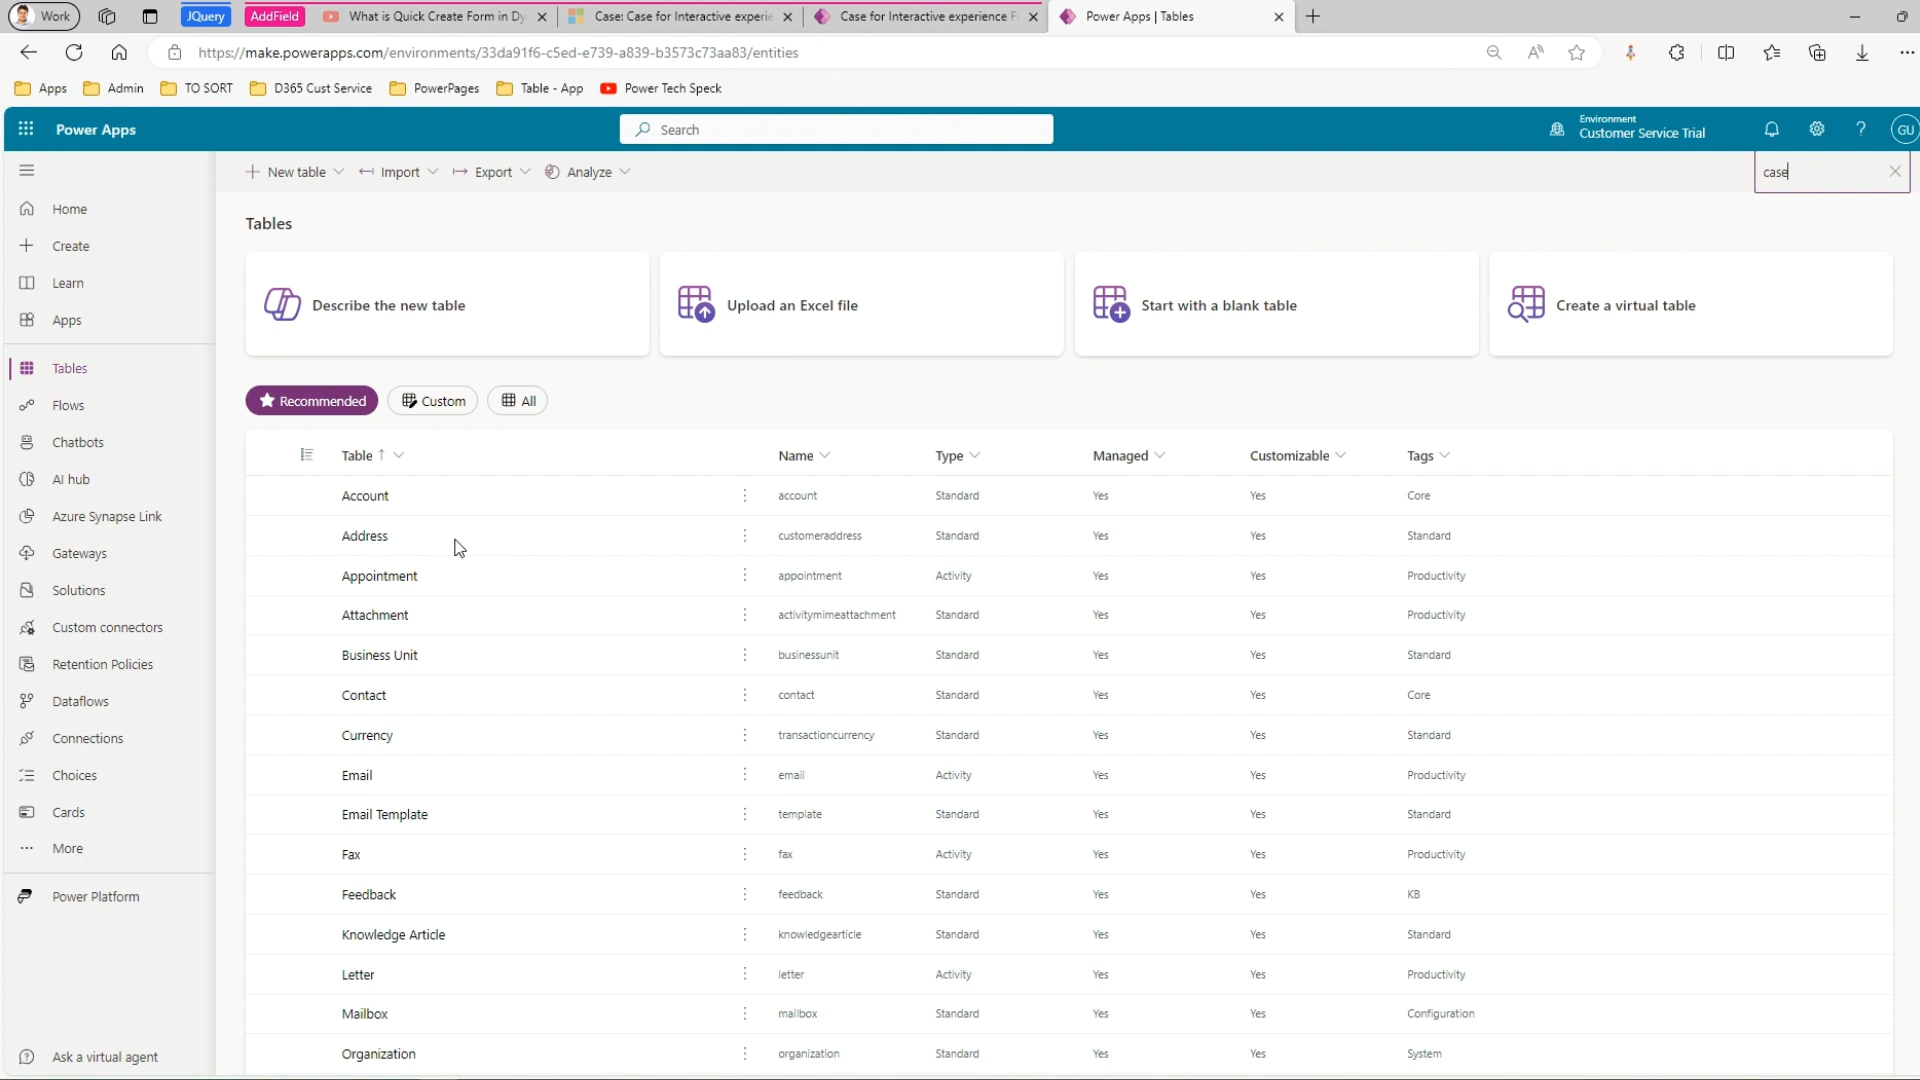 Work
JQuery
AddField
What is Quick Create Form in Dy
Case: Case for Interactive experie
Case for Interactive experience F
Power Apps | Tables
https://make.powerapps.com/environments/33da91f6-c5ed-e739-a839-b3573c73aa83/entities
Apps
Admin
TO SORT
D365 Cust Service
PowerPages
Table - App
Power Tech Speck
Power Apps
Search
Environment
Customer Service Trial
?
GU
New table
Import
Export
Analyze
case
Home
Create
Learn
Apps
Tables
Flows
Chatbots
AI hub
Azure Synapse Link
Gateways
Solutions
Custom connectors
Retention Policies
Dataflows
Connections
Choices
Cards
More
Power Platform
Ask a virtual agent
Tables
Describe the new table
Upload an Excel file
Start with a blank table
Create a virtual table
Recommended
Custom
All
Table ↑ Name Type Managed Customizable Tags
Account account Standard Yes Yes Core
Address customeraddress Standard Yes Yes Standard
Appointment appointment Activity Yes Yes Productivity
Attachment activitymimeattachment Standard Yes Yes Productivity
Business Unit businessunit Standard Yes Yes Standard
Contact contact Standard Yes Yes Core
Currency transactioncurrency Standard Yes Yes Standard
Email email Activity Yes Yes Productivity
Email Template template Standard Yes Yes Standard
Fax fax Activity Yes Yes Productivity
Feedback feedback Standard Yes Yes KB
Knowledge Article knowledgearticle Standard Yes Yes Standard
Letter letter Activity Yes Yes Productivity
Mailbox mailbox Standard Yes Yes Configuration
Organization organization Standard Yes Yes System